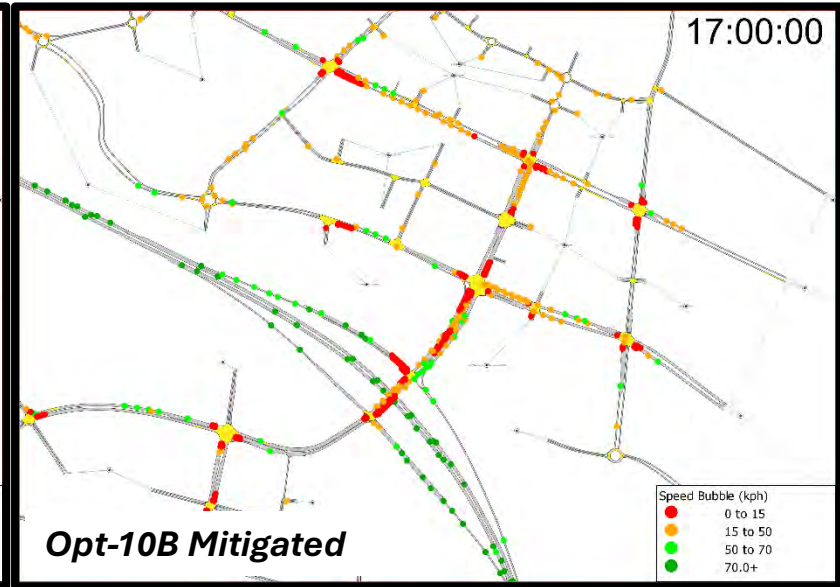 17:00:00
Speed Bubble (kph)
0 to 15
15 to 50
50 to 70
70.0+
Opt-10B Mitigated